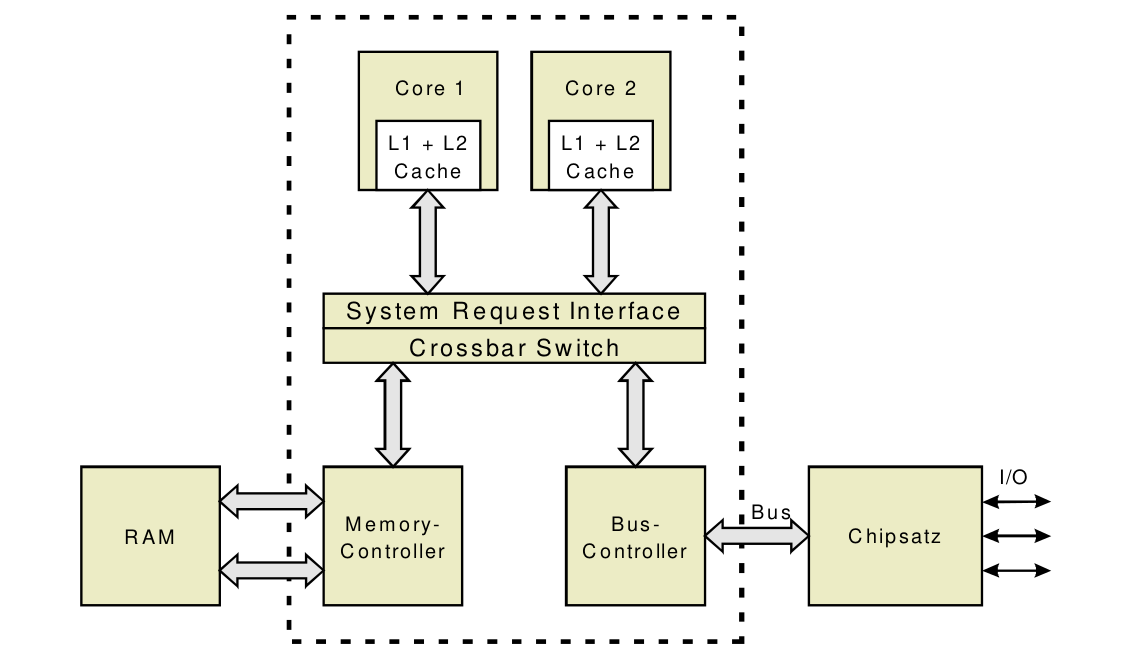 Core 1
L1 + L2
Cache
Core 2
L1 + L2
Cache
System Request Interface
Crossbar Switch
RAM
Memory-
Controller
Bus-
Controller
Bus
Chipsatz
I/O